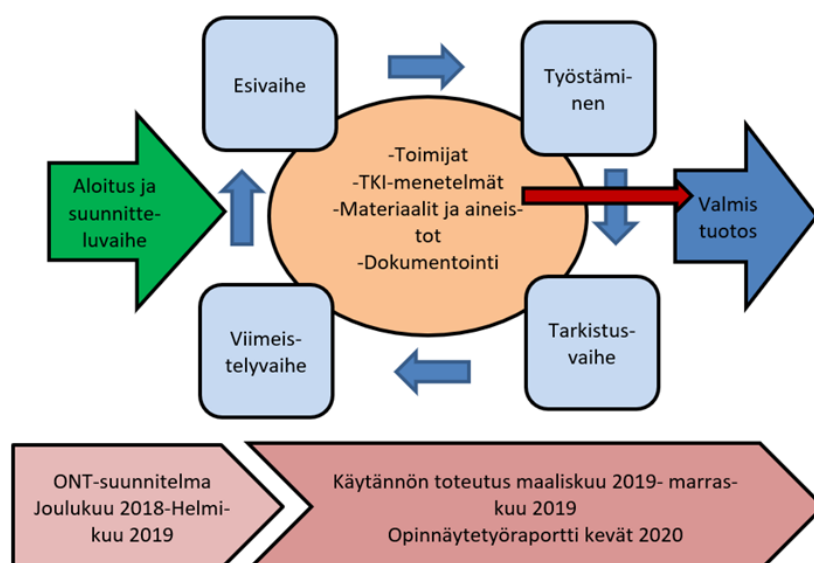 Esivaihe
Työstämi-
nen
Aloitus ja
suunnitte-
luvaihe
-Toimijat
-TKI-menetelmät
-Materiaalit ja aineis-
tot
-Dokumentointi
Valmis
tuotos
Viimeis-
telyvaihe
Tarkistus-
vaihe
ONT-suunnitelma
Joulukuu 2018-Helmi-
kuu 2019
Käytännön toteutus maaliskuu 2019- marras-
kuu 2019
Opinnäytetyöraportti kevät 2020